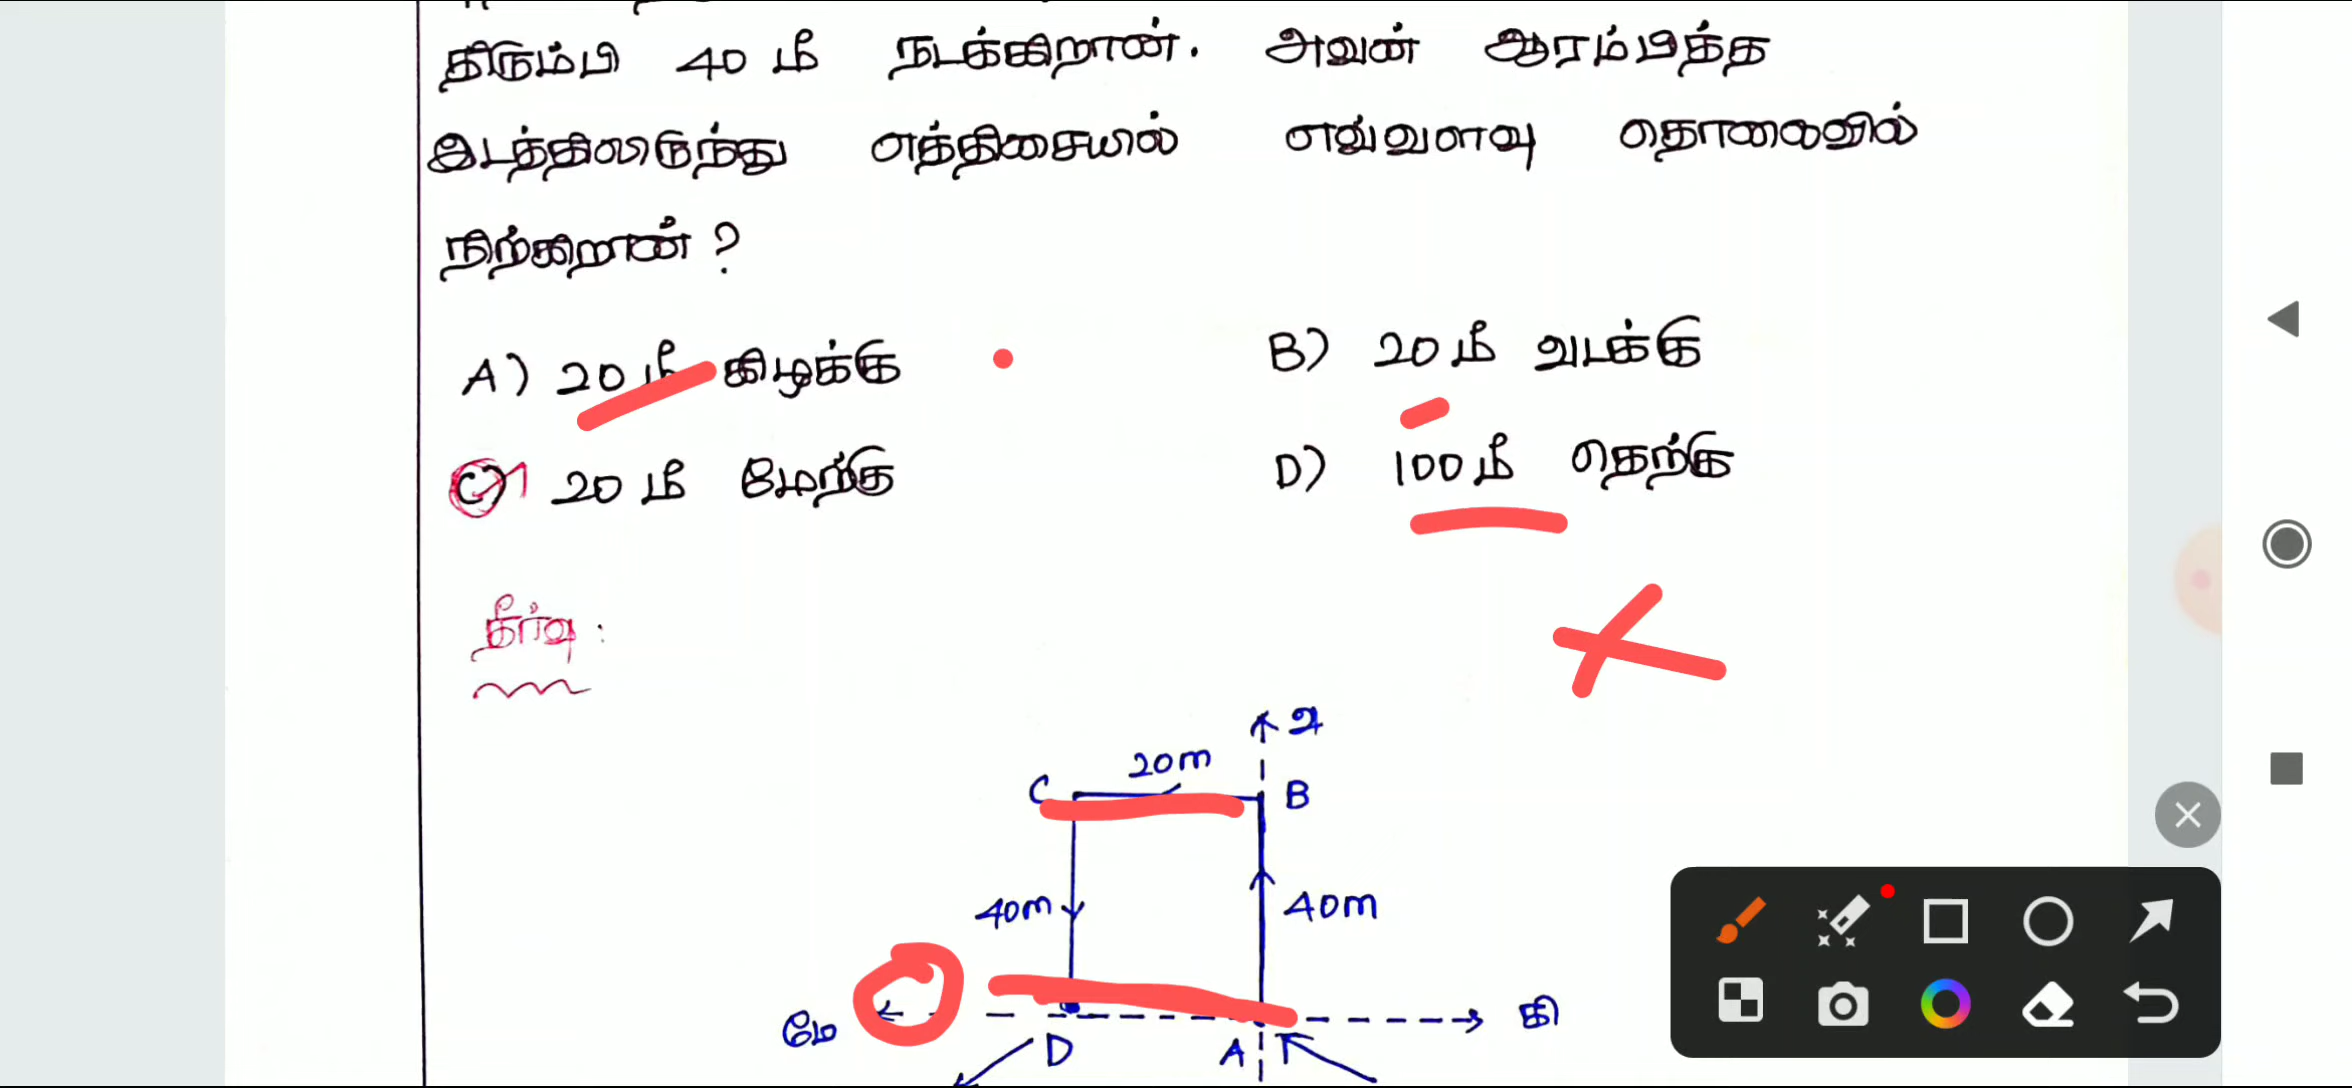 திரும்பி 40 மீ நடக்கிறான். அவன் ஆரம்பித்த
இடத்திலிருந்து எத்திசையில் எவ்வளவு தொலைவில்
நிற்கிறான்?
A) 20 மீ கிழக்கு
B) 20 மீ வடக்கு
C) 20 மீ மேற்கு
D) 100 மீ தெற்கு
தீர்வு :
வ
20m
C
B
40m
40m
மே
கி
D
A